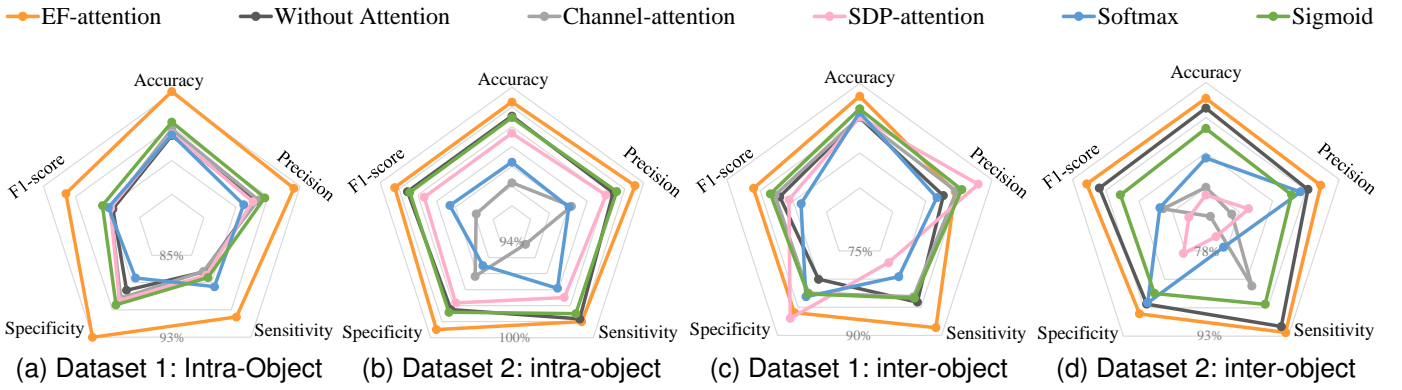 EF-attention Without Attention Channel-attention SDP-attention Softmax Sigmoid
Accuracy
Precision
Sensitivity
Specificity
F1-score
85%
93%
(a) Dataset 1: Intra-Object
Accuracy
Precision
Sensitivity
Specificity
F1-score
94%
100%
(b) Dataset 2: intra-object
Accuracy
Precision
Sensitivity
Specificity
F1-score
75%
90%
(c) Dataset 1: inter-object
Accuracy
Precision
Sensitivity
Specificity
F1-score
78%
93%
(d) Dataset 2: inter-object